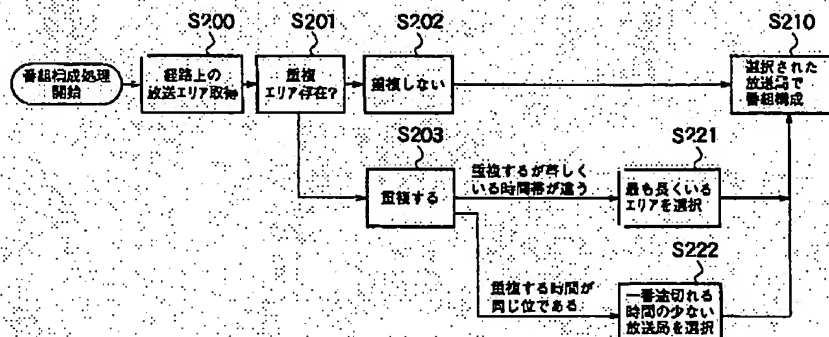 S200
S201
S202
S210
番組構成処理
開始
経路上の
放送エリア取得
重複
エリア存在?
重複しない
選択された
放送局で
番組構成
S203
重複する
重複するが著しく
いる時間帯が違う
S221
最も長くいる
エリアを選択
S222
重複する時間が
同じ位である
一番途切れる
時間の少ない
放送局を選択